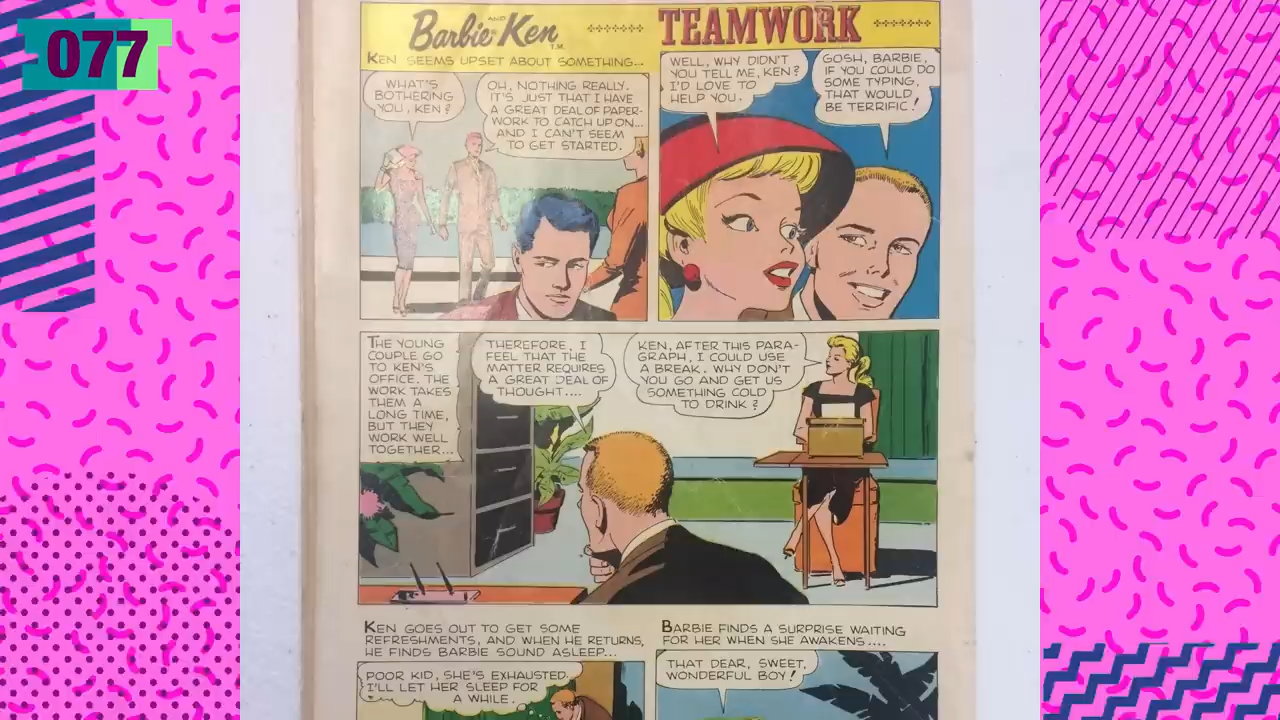 077
Barbie AND Ken T.M.
TEAMWORK
KEN SEEMS UPSET ABOUT SOMETHING...
WHAT'S
BOTHERING
YOU, KEN?
OH, NOTHING REALLY.
IT'S JUST THAT I HAVE
A GREAT DEAL OF PAPER-
WORK TO CATCH UP ON...
AND I CAN'T SEEM
TO GET STARTED.
WELL, WHY DIDN'T
YOU TELL ME, KEN?
I'D LOVE TO
HELP YOU.
GOSH, BARBIE,
IF YOU COULD DO
SOME TYPING,
THAT WOULD
BE TERRIFIC!
THE YOUNG
COUPLE GO
TO KEN'S
OFFICE. THE
WORK TAKES
THEM A
LONG TIME,
BUT THEY
WORK WELL
TOGETHER...
THEREFORE, I
FEEL THAT THE
MATTER REQUIRES
A GREAT DEAL OF
THOUGHT....
KEN, AFTER THIS PARA-
GRAPH, I COULD USE
A BREAK. WHY DON'T
YOU GO AND GET US
SOMETHING COLD
TO DRINK?
KEN GOES OUT TO GET SOME
REFRESHMENTS, AND WHEN HE RETURNS,
HE FINDS BARBIE SOUND ASLEEP...
POOR KID, SHE'S EXHAUSTED.
I'LL LET HER SLEEP FOR
A WHILE.
BARBIE FINDS A SURPRISE WAITING
FOR HER WHEN SHE AWAKENS....
THAT DEAR, SWEET,
WONDERFUL BOY!